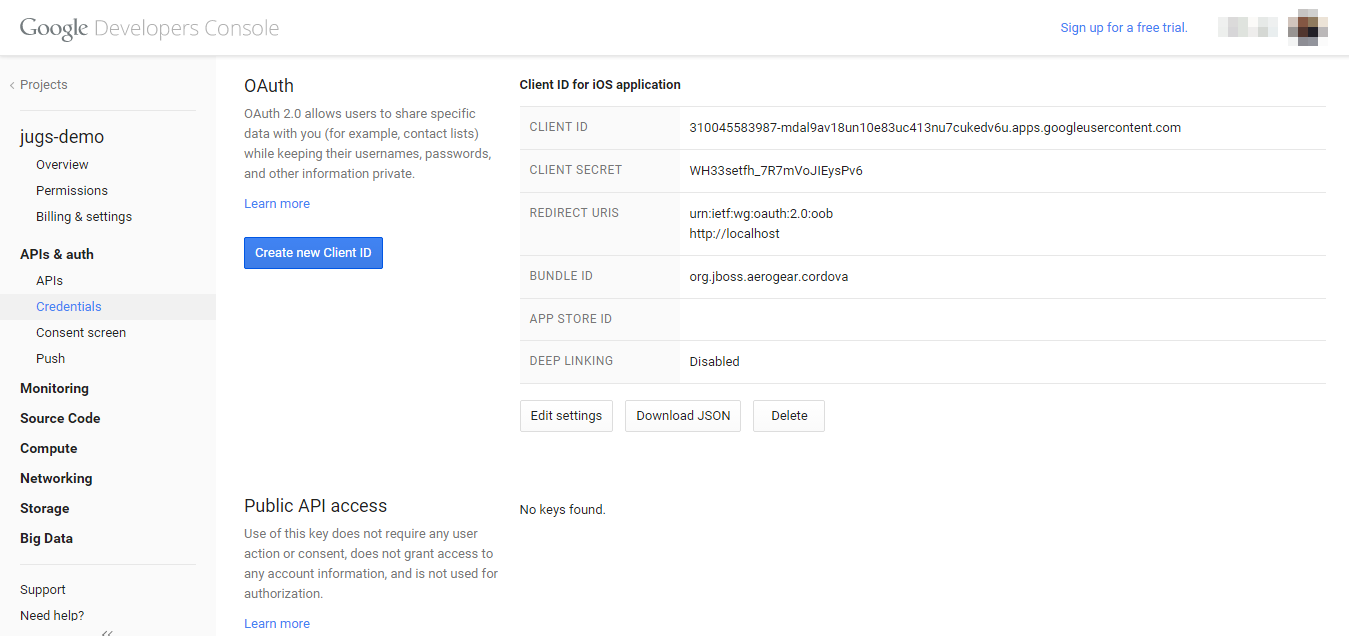 Google Developers Console
Sign up for a free trial.
Projects
jugs-demo
Overview
Permissions
Billing & settings
APIs & auth
APIs
Credentials
Consent screen
Push
Monitoring
Source Code
Compute
Networking
Storage
Big Data
Support
Need help?
OAuth
OAuth 2.0 allows users to share specific
data with you (for example, contact lists)
while keeping their usernames, passwords,
and other information private.
Learn more
Create new Client ID
Client ID for iOS application
CLIENT ID 310045583987-mdal9av18un10e83uc413nu7cukedv6u.apps.googleusercontent.com
CLIENT SECRET WH33setfh_7R7mVoJIEysPv6
REDIRECT URIS urn:ietf:wg:oauth:2.0:oob
http://localhost
BUNDLE ID org.jboss.aerogear.cordova
APP STORE ID
DEEP LINKING Disabled
Edit settings Download JSON Delete
Public API access
Use of this key does not require any user
action or consent, does not grant access to
any account information, and is not used for
authorization.
Learn more
No keys found.